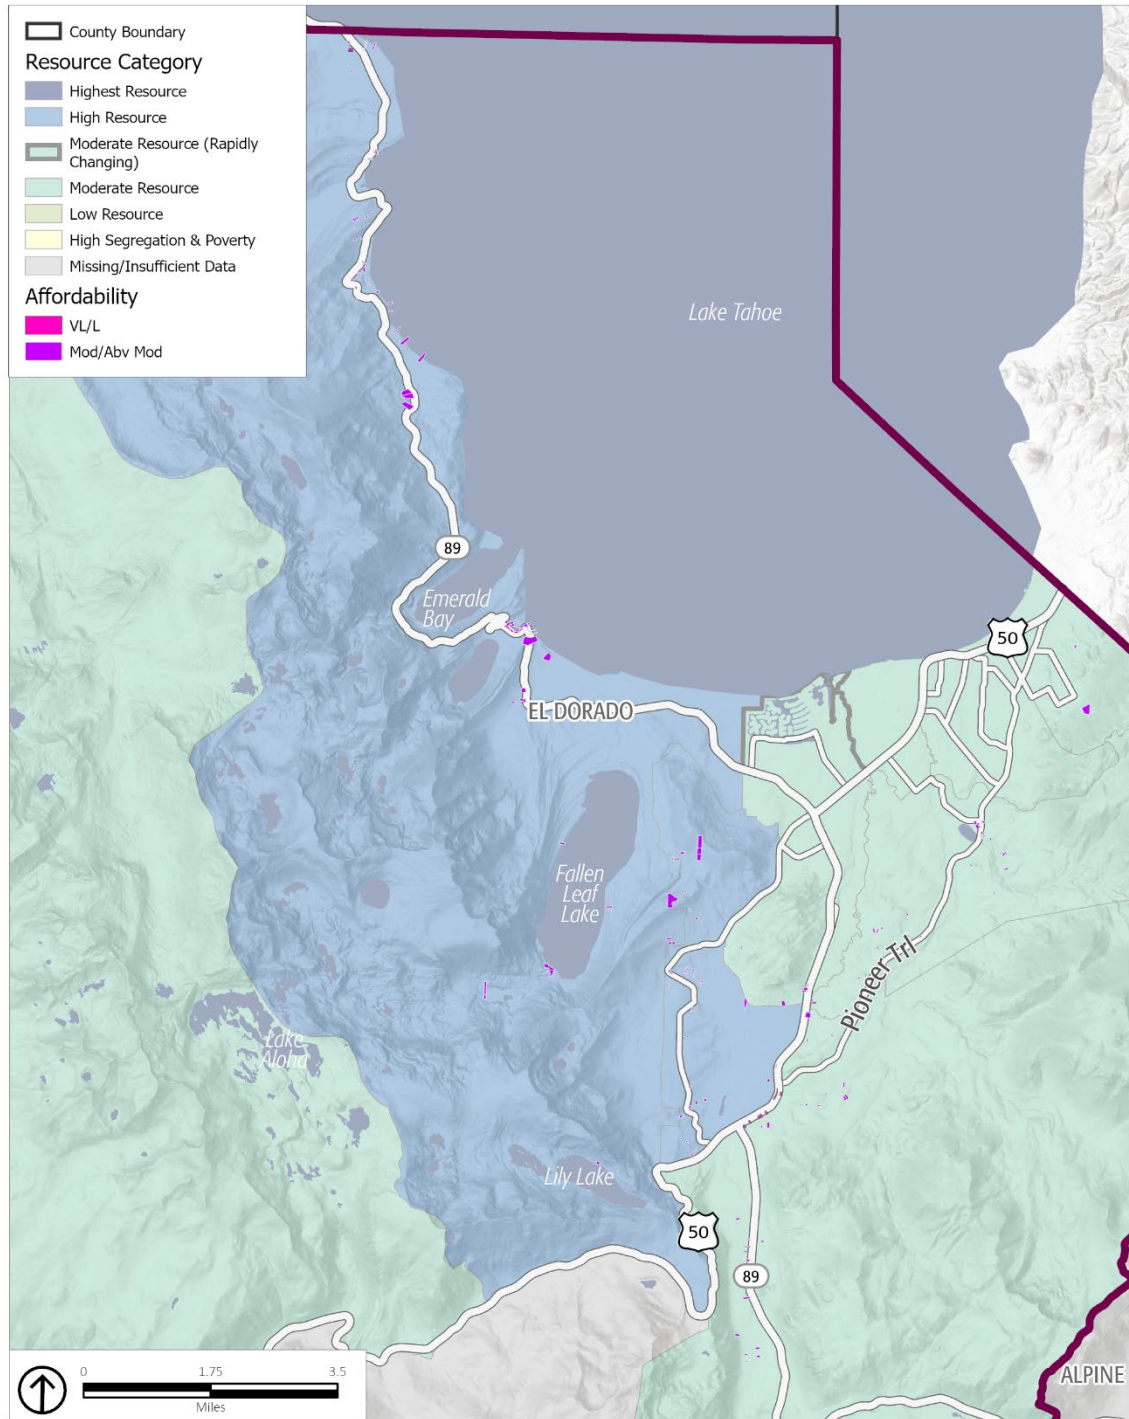 County Boundary
Resource Category
Highest Resource
High Resource
Moderate Resource (Rapidly
Changing)
Moderate Resource
Low Resource
High Segregation & Poverty
Missing/Insufficient Data
Affordability
VL/L
Mod/Abv Mod
Lake Tahoe
89
Emerald
Bay
50
EL DORADO
Fallen
Leaf
Lake
Pioneer Trl
Lake
Aloha
Lily Lake
50
89
ALPINE
0 1.75 3.5
Miles